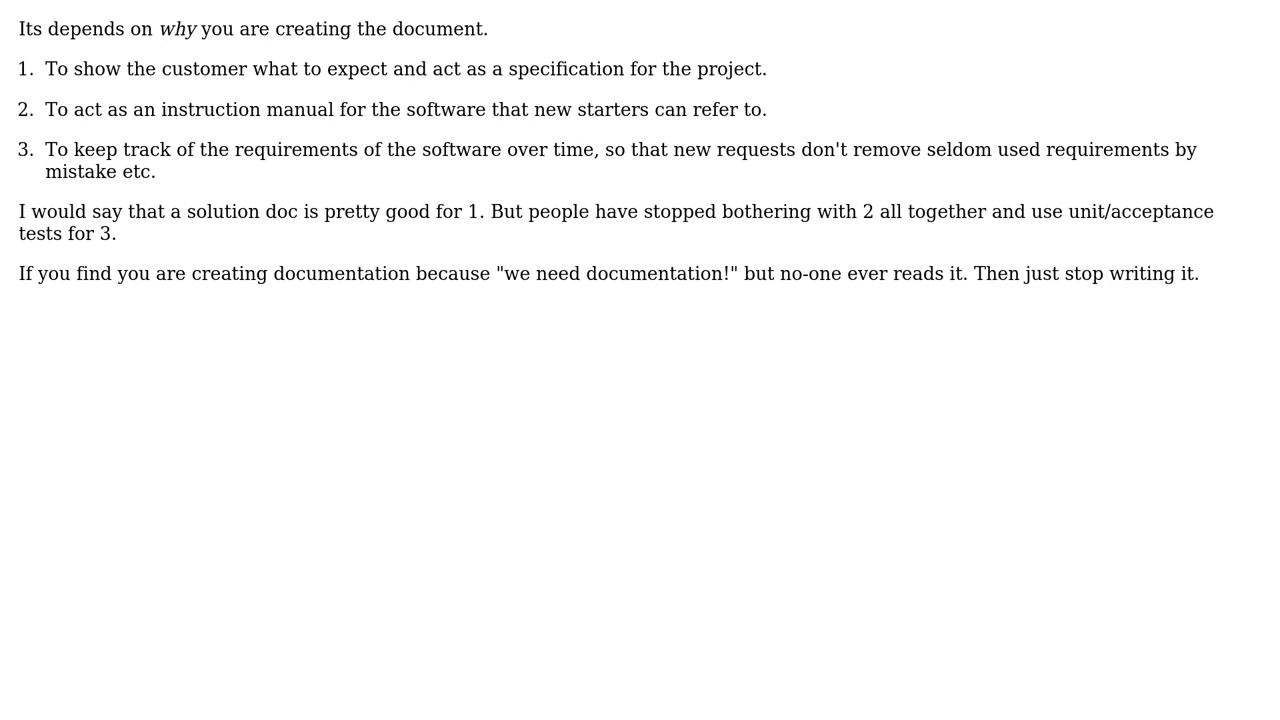 Its depends on why you are creating the document.
1. To show the customer what to expect and act as a specification for the project.
2. To act as an instruction manual for the software that new starters can refer to.
3. To keep track of the requirements of the software over time, so that new requests don't remove seldom used requirements by
mistake etc.
I would say that a solution doc is pretty good for 1. But people have stopped bothering with 2 all together and use unit/acceptance
tests for 3.
If you find you are creating documentation because "we need documentation!" but no-one ever reads it. Then just stop writing it.